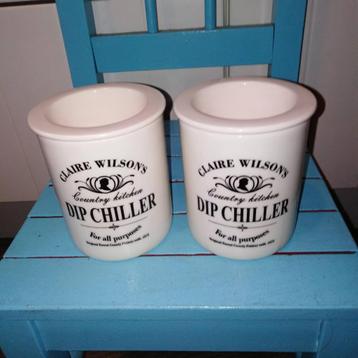 CLAIRE WILSON'S
Country kitchen
DIP CHILLER
For all purposes
CLAIRE WILSON'S
Country kitchen
DIP CHILLER
For all purposes